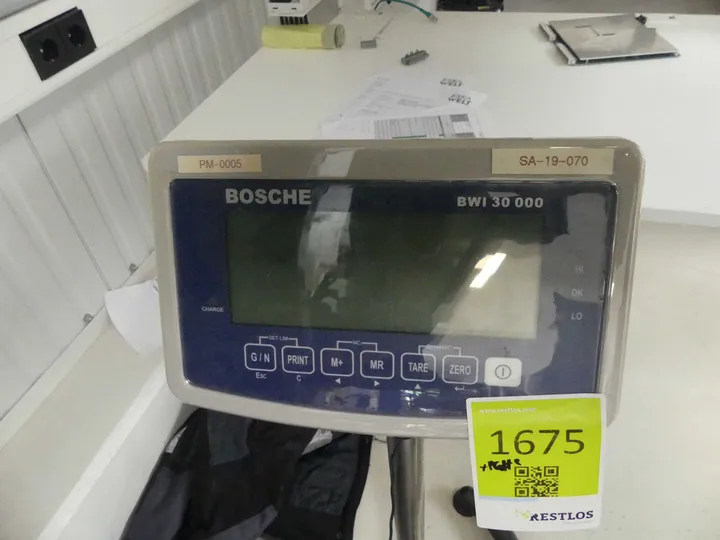 PM-0005
SA-19-070
BOSCHE
BWI 30 000
HI
OK
LO
CHARGE
G / N
PRINT
M+
MR
TARE
ZERO
Esc
C
1675
RESTLOS